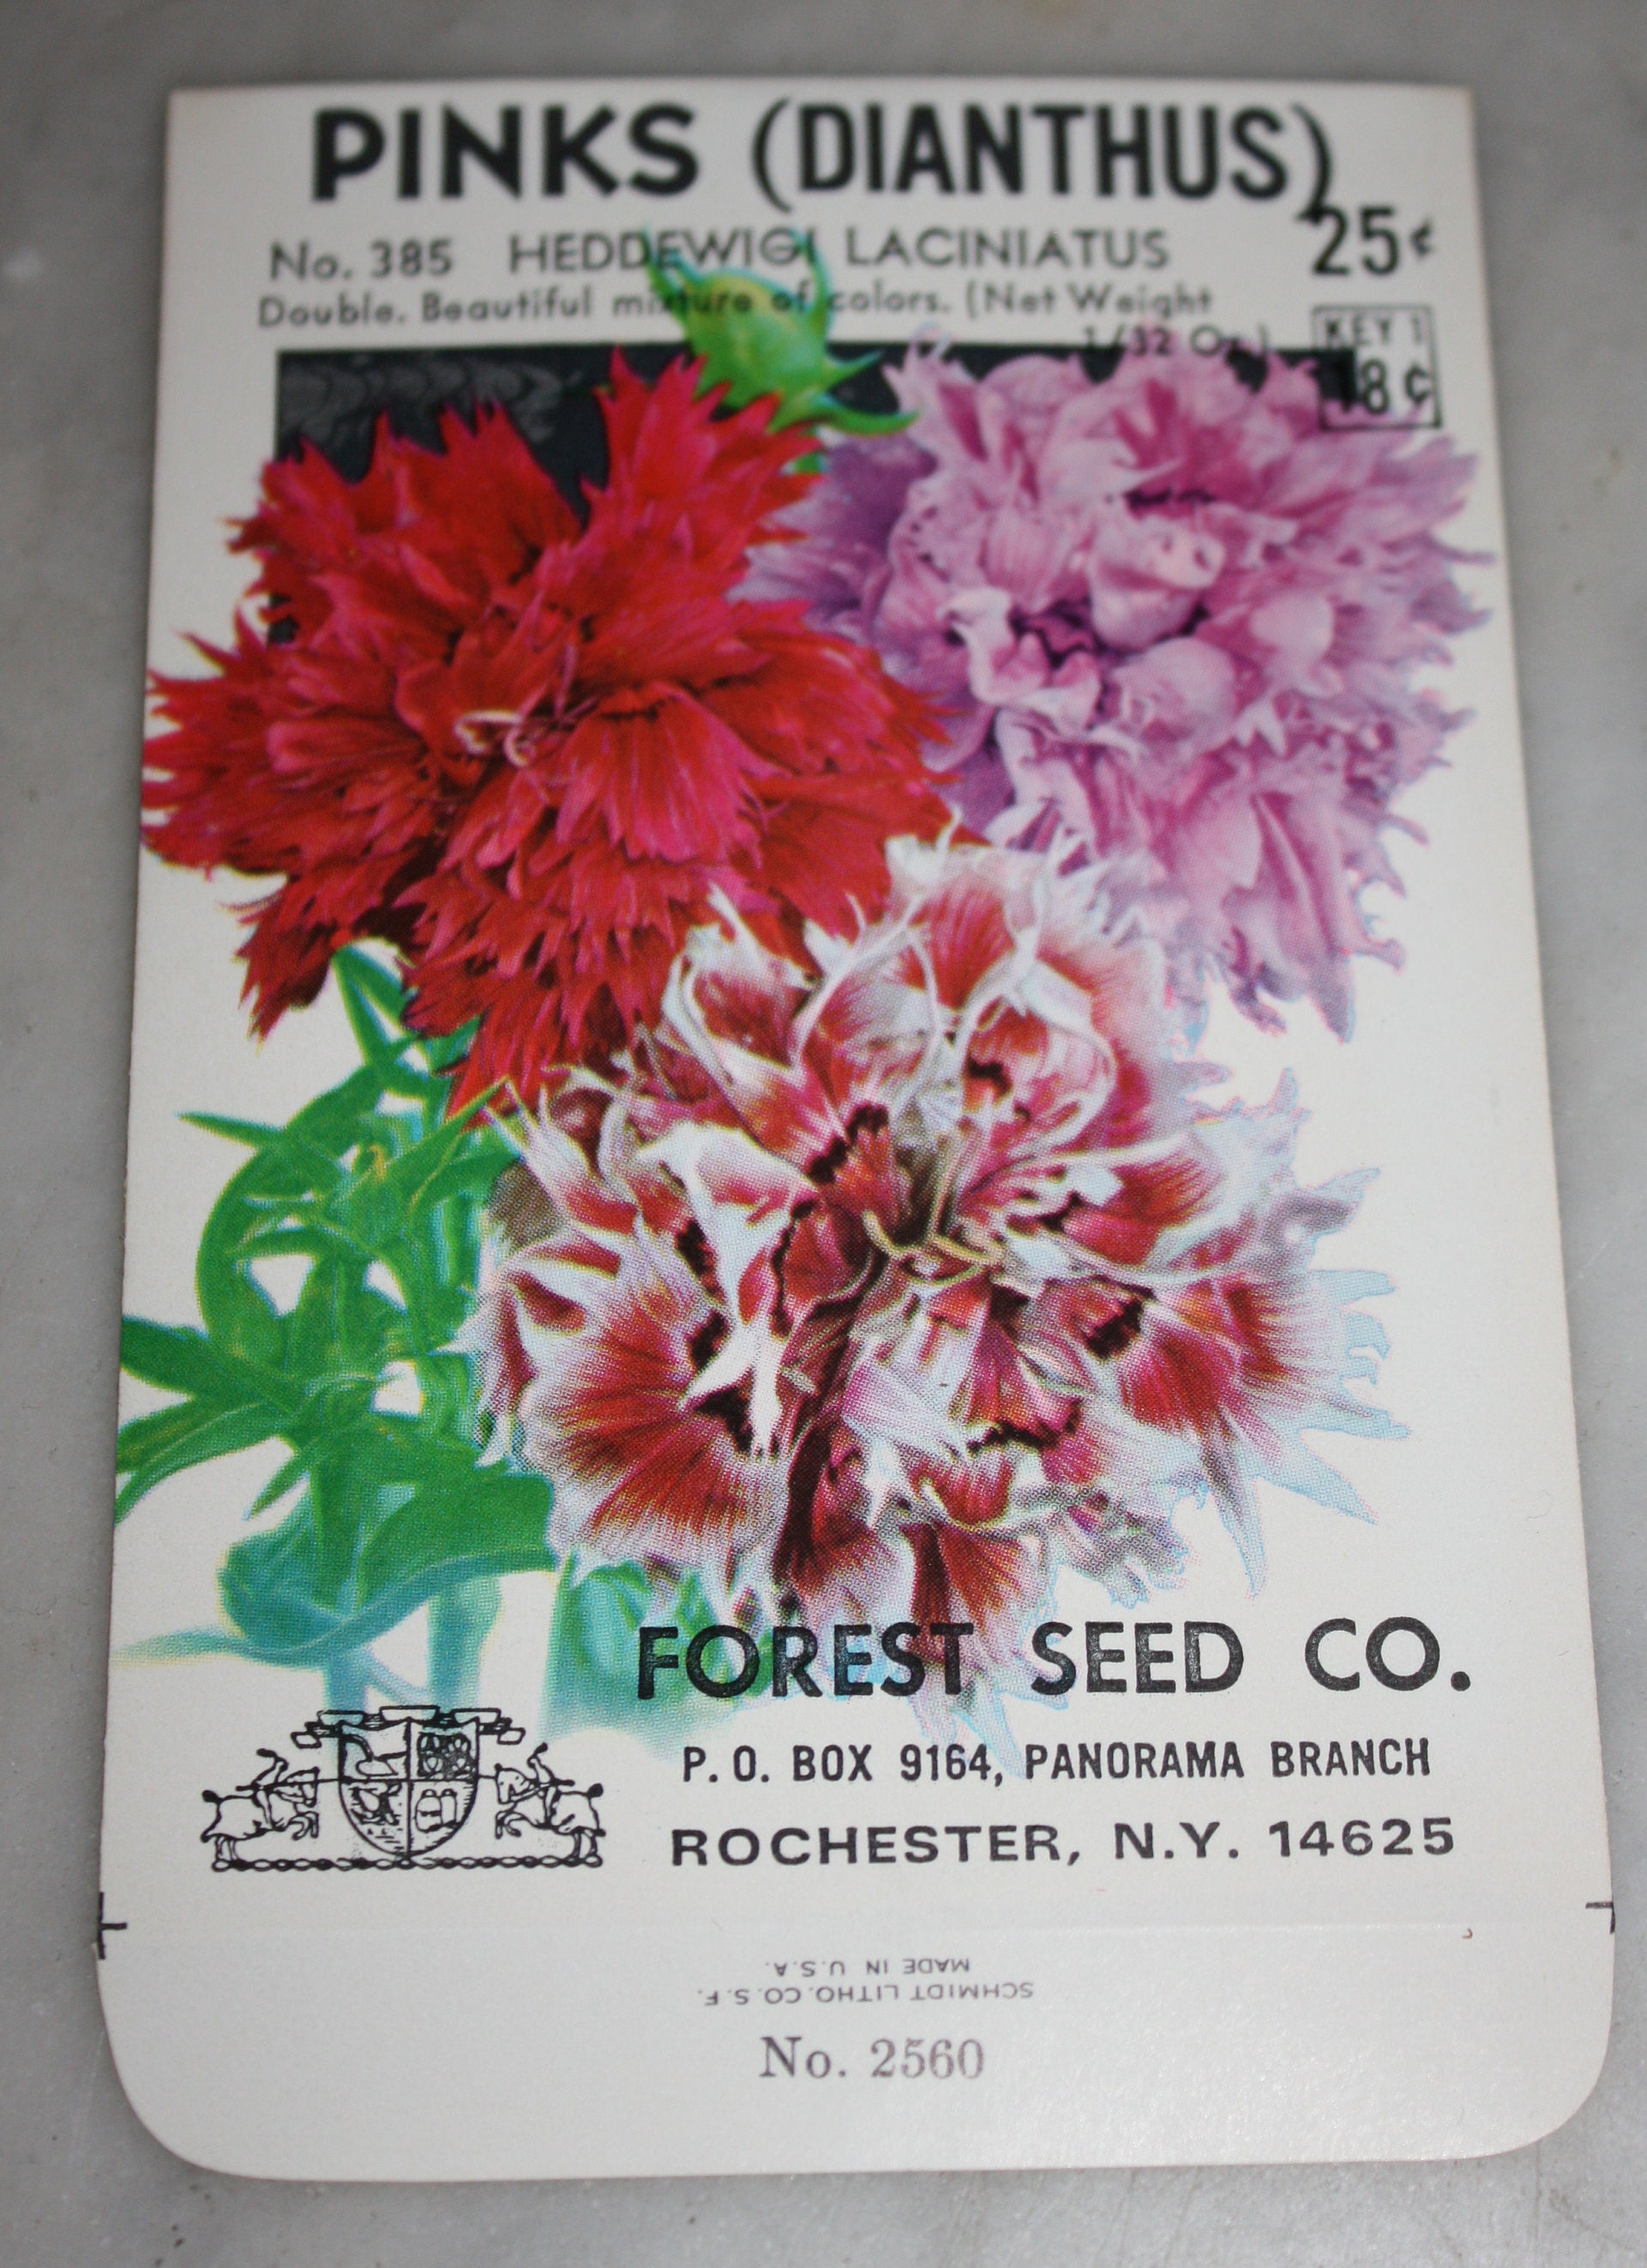 PINKS (DIANTHUS)
25¢
No. 385 HEDDEWIGI LACINIATUS
Double. Beautiful mixture of colors. (Net Weight
1/32 Oz.)
KEY 1
18¢
FOREST SEED CO.
P. O. BOX 9164, PANORAMA BRANCH
ROCHESTER, N.Y. 14625
SCHMIDT LITHO. CO. S. F.
MADE IN U.S.A.
No. 2560